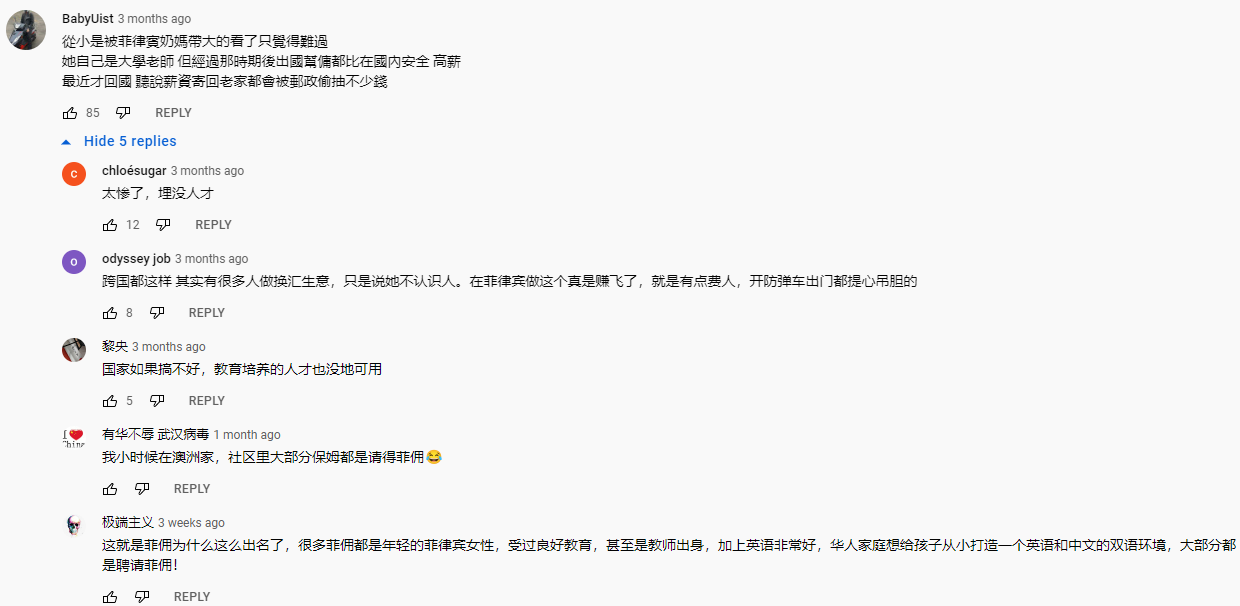 BabyUist 3 months ago
從小是被菲律賓奶媽帶大的看了只覺得難過
她自己是大學老師 但經過那時期後出國幫傭都比在國內安全 高薪
最近才回國 聽說薪資寄回老家都會被郵政偷抽不少錢
85 REPLY
Hide 5 replies
C
chloésugar 3 months ago
太惨了，埋没人才
12 REPLY
O
odyssey job 3 months ago
跨国都这样 其实有很多人做换汇生意，只是说她不认识人。在菲律宾做这个真是赚飞了，就是有点费人，开防弹车出门都提心吊胆的
8 REPLY
黎央 3 months ago
国家如果搞不好，教育培养的人才也没地可用
5 REPLY
I ❤ China
有华不辱 武汉病毒 1 month ago
我小时候在澳洲家，社区里大部分保姆都是请得菲佣😂
REPLY
极端主义 3 weeks ago
这就是菲佣为什么这么出名了，很多菲佣都是年轻的菲律宾女性，受过良好教育，甚至是教师出身，加上英语非常好，华人家庭想给孩子从小打造一个英语和中文的双语环境，大部分都
是聘请菲佣！
REPLY